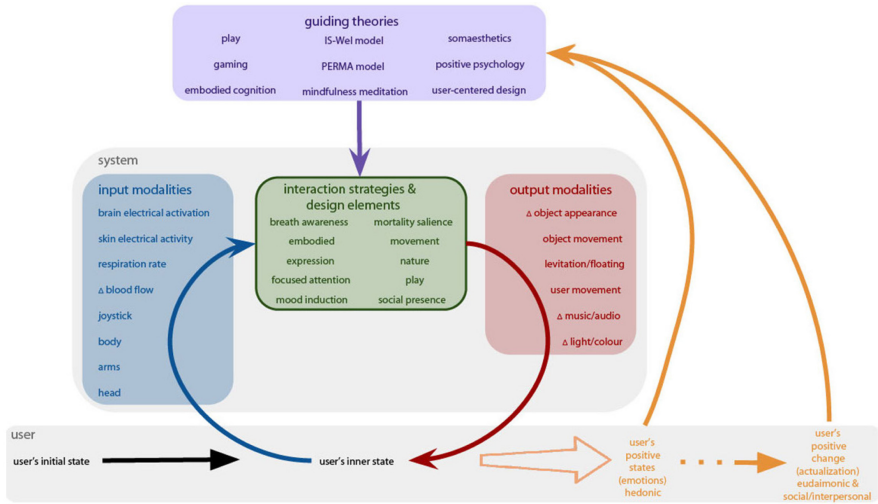 guiding theories
play
IS-Wel model
somaesthetics
gaming
PERMA model
positive psychology
embodied cognition
mindfulness meditation
user-centered design
system
input modalities
brain electrical activation
skin electrical activity
respiration rate
Δ blood flow
joystick
body
arms
head
interaction strategies &
design elements
breath awareness
mortality salience
embodied
movement
expression
nature
focused attention
play
mood induction
social presence
output modalities
Δ object appearance
object movement
levitation/floating
user movement
Δ music/audio
Δ light/colour
user
user's initial state
user's inner state
user's
positive
states
(emotions)
hedonic
user's
positive
change
(actualization)
eudaimonic &
social/interpersonal